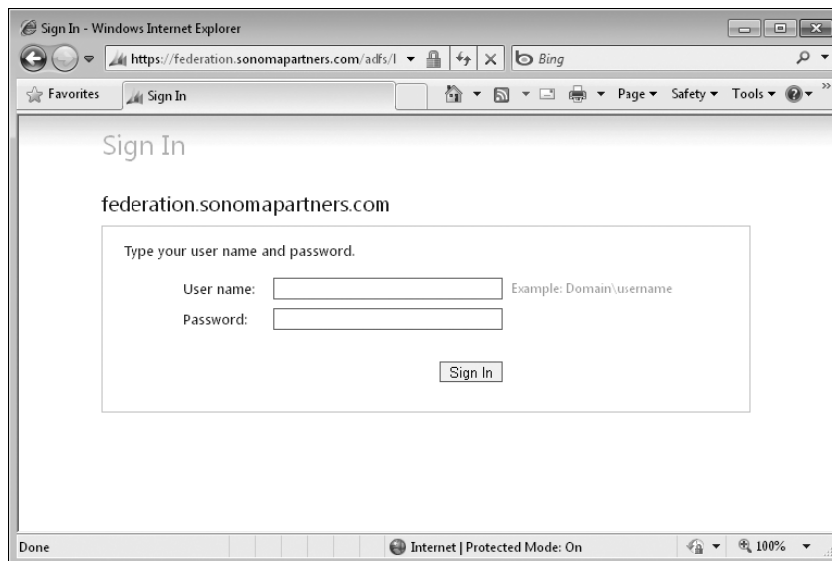 Sign In - Windows Internet Explorer
https://federation.sonomapartners.com/adfs/l
Bing
Favorites
Sign In
Page
Safety
Tools
Sign In
federation.sonomapartners.com
Type your user name and password.
User name:
Example: Domain\username
Password:
Sign In
Done
Internet | Protected Mode: On
100%